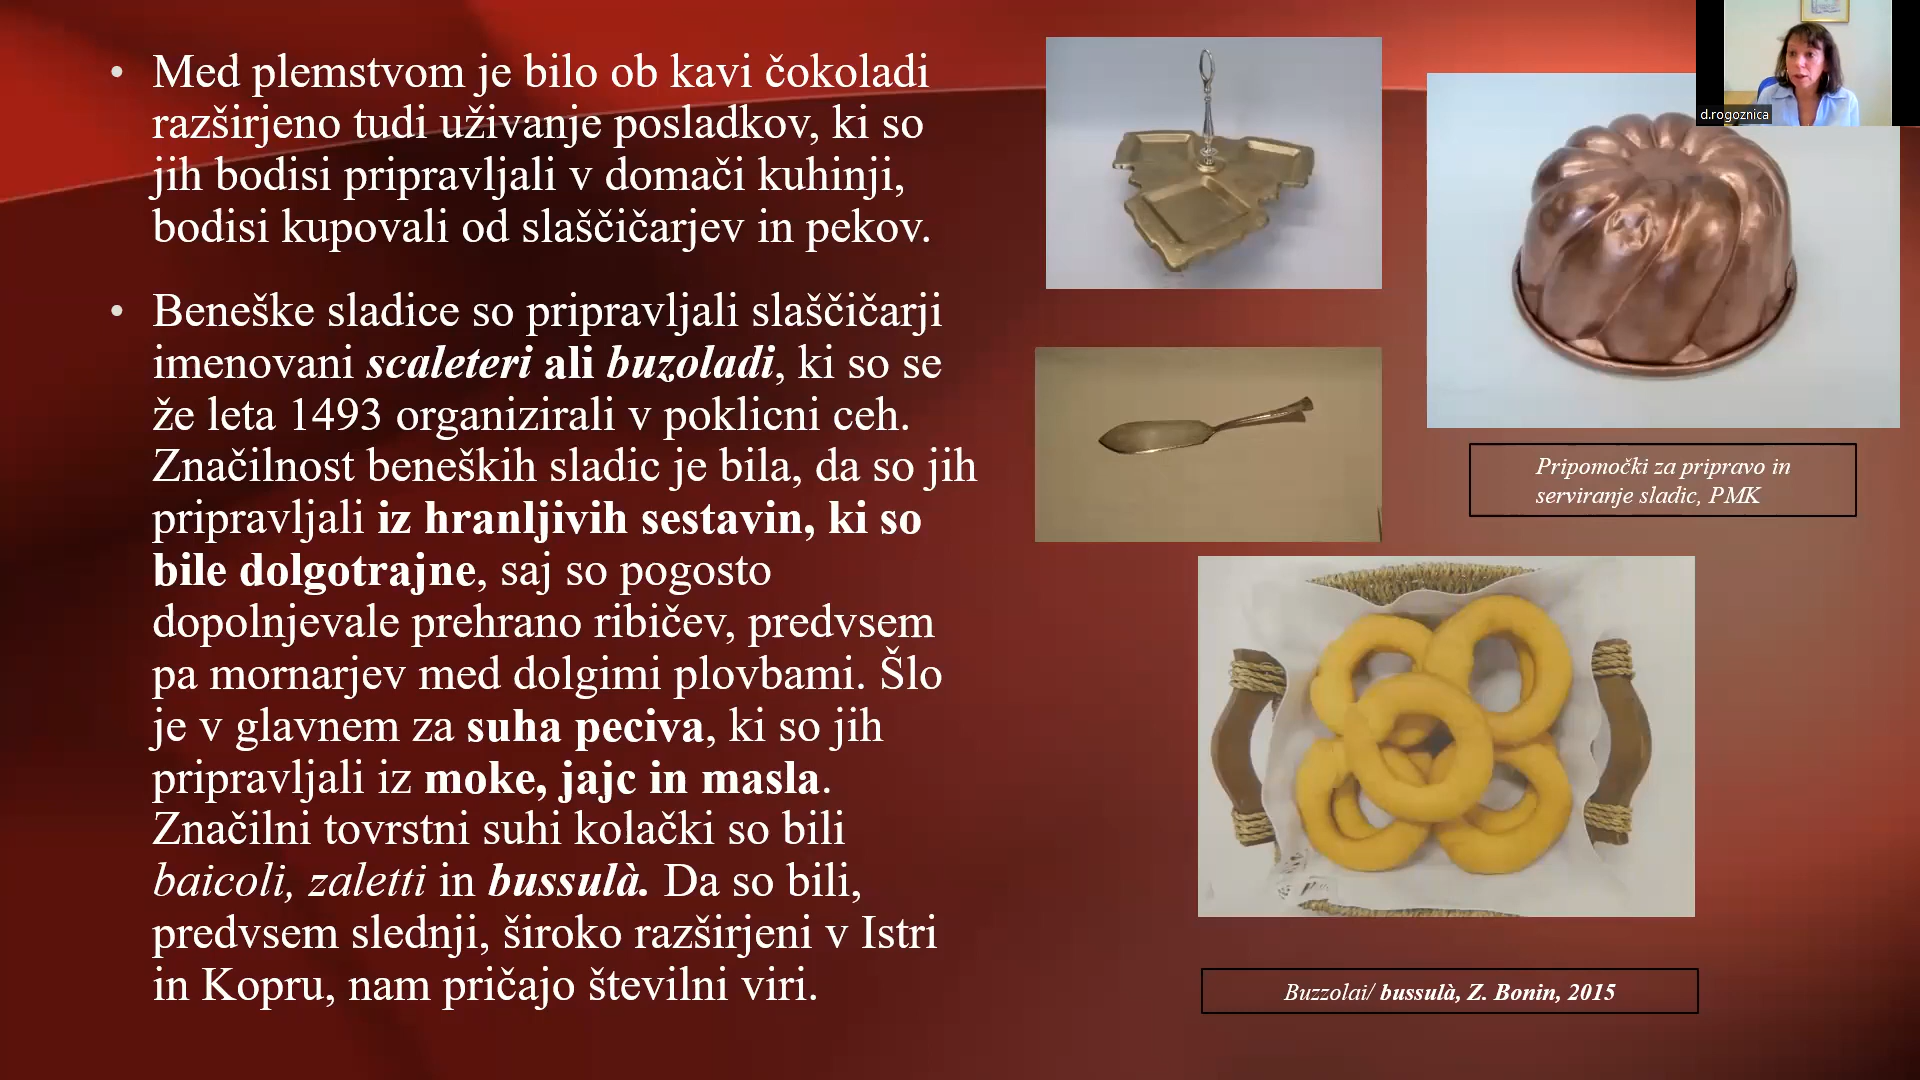 Med plemstvom je bilo ob kavi čokoladi
razširjeno tudi uživanje posladkov, ki so
jih bodisi pripravljali v domači kuhinji,
bodisi kupovali od slaščičarjev in pekov.
Beneške sladice so pripravljali slaščičarji
imenovani scaleteri ali buzoladi, ki so se
že leta 1493 organizirali v poklicni ceh.
Značilnost beneških sladic je bila, da so jih
pripravljali iz hranljivih sestavin, ki so
bile dolgotrajne, saj so pogosto
dopolnjevale prehrano ribičev, predvsem
pa mornarjev med dolgimi plovbami. Šlo
je v glavnem za suha peciva, ki so jih
pripravljali iz moke, jajc in masla.
Značilni tovrstni suhi kolački so bili
baicoli, zaletti in bussulà. Da so bili,
predvsem slednji, široko razširjeni v Istri
in Kopru, nam pričajo številni viri.
d.rogoznica
Pripomočki za pripravo in
serviranje sladic, PMK
Buzzolai/ bussulà, Z. Bonin, 2015